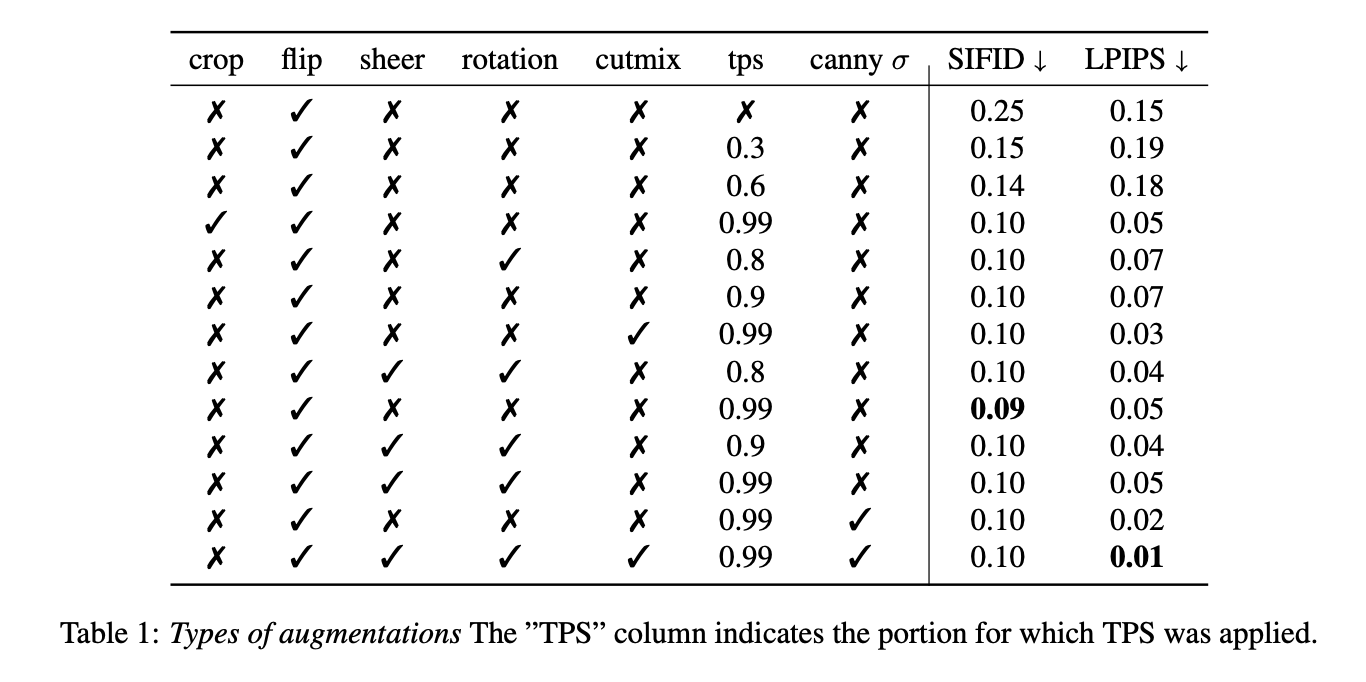 crop flip sheer rotation cutmix tps canny σ SIFID ↓ LPIPS ↓
✗ ✓ ✗ ✗ ✗ ✗ ✗ 0.25 0.15
✗ ✓ ✗ ✗ ✗ 0.3 ✗ 0.15 0.19
✗ ✓ ✗ ✗ ✗ 0.6 ✗ 0.14 0.18
✓ ✓ ✗ ✗ ✗ 0.99 ✗ 0.10 0.05
✗ ✓ ✗ ✓ ✗ 0.8 ✗ 0.10 0.07
✗ ✓ ✗ ✗ ✗ 0.9 ✗ 0.10 0.07
✗ ✓ ✗ ✗ ✓ 0.99 ✗ 0.10 0.03
✗ ✓ ✓ ✓ ✗ 0.8 ✗ 0.10 0.04
✗ ✓ ✗ ✗ ✗ 0.99 ✗ 0.09 0.05
✗ ✓ ✓ ✓ ✗ 0.9 ✗ 0.10 0.04
✗ ✓ ✓ ✓ ✗ 0.99 ✗ 0.10 0.05
✗ ✓ ✗ ✗ ✗ 0.99 ✓ 0.10 0.02
✗ ✓ ✓ ✓ ✓ 0.99 ✓ 0.10 0.01
Table 1: Types of augmentations The ”TPS” column indicates the portion for which TPS was applied.